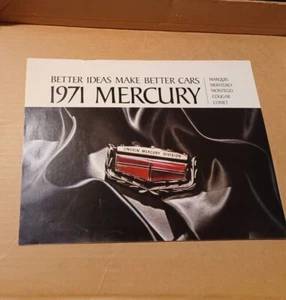 BETTER IDEAS MAKE BETTER CARS
1971 MERCURY
MARQUIS
MONTEREY
MONTEGO
COUGAR
COMET
LINCOLN MERCURY DIVISION